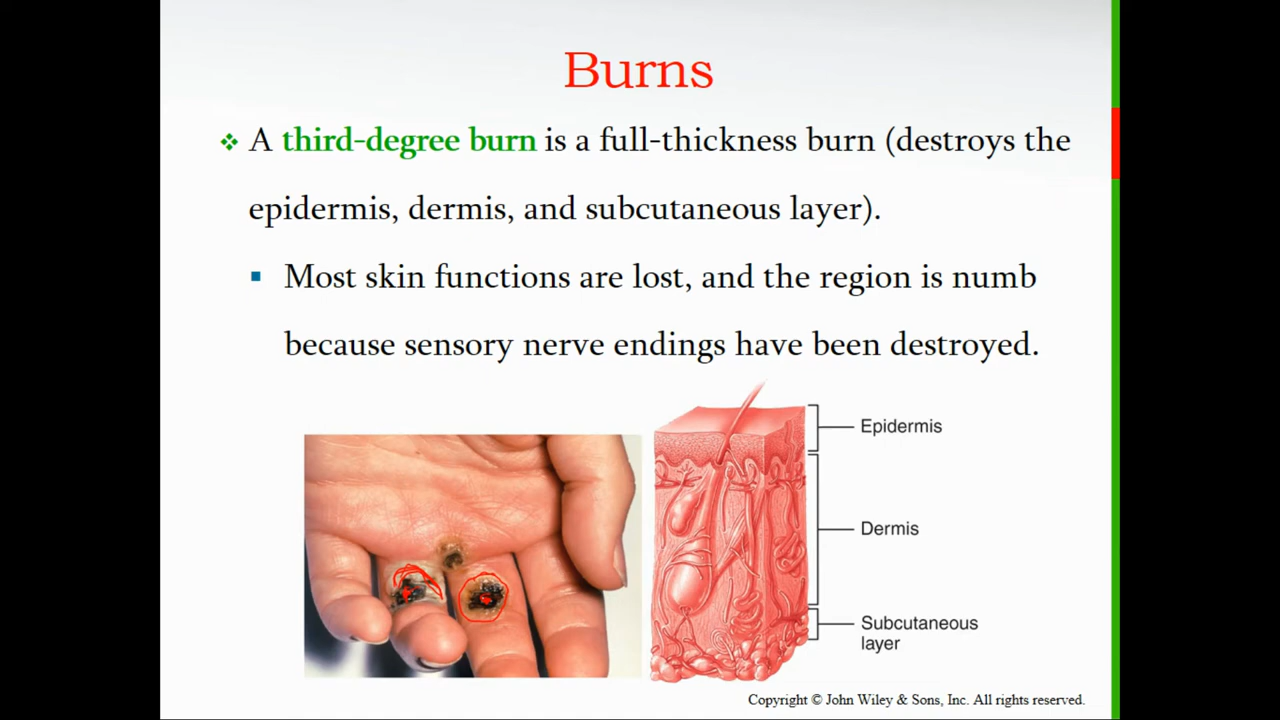 Burns
❖ A third-degree burn is a full-thickness burn (destroys the
epidermis, dermis, and subcutaneous layer).
▪ Most skin functions are lost, and the region is numb
because sensory nerve endings have been destroyed.
Epidermis
Dermis
Subcutaneous
layer
Copyright © John Wiley & Sons, Inc. All rights reserved.